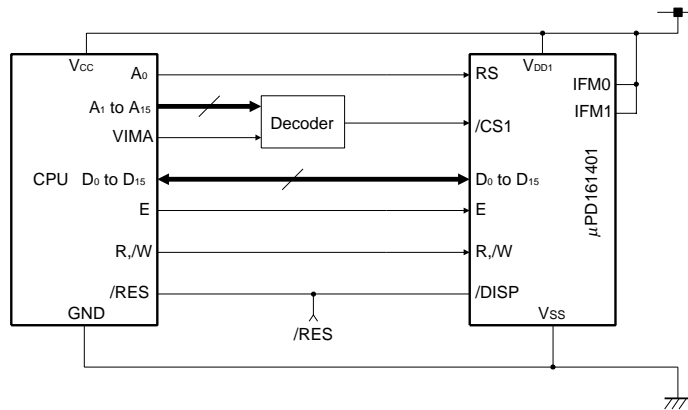 VCC
VDD1
A0
RS
IFM0
A1 to A15
IFM1
Decoder
VIMA
/CS1
CPU
D0 to D15
D0 to D15
µPD161401
E
E
R,/W
R,/W
/RES
/DISP
GND
/RES
VSS